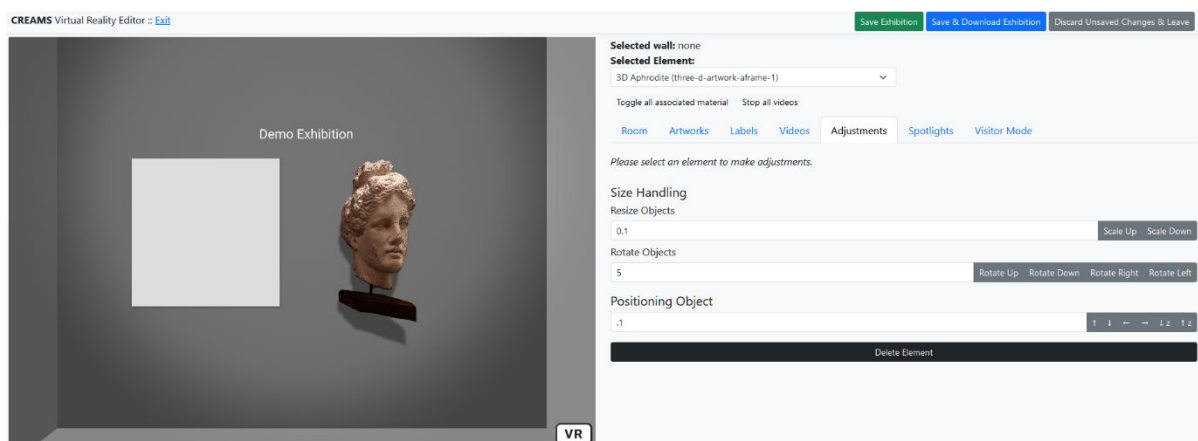 CREAMS Virtual Reality Editor :: Exit
Save Exhibition Save & Download Exhibition Discard Unsaved Changes & Leave
Demo Exhibition
VR
Selected wall: none
Selected Element:
3D Aphrodite (three-d-artwork-aframe-1)
Toggle all associated material Stop all videos
Room Artworks Labels Videos Adjustments Spotlights Visitor Mode
Please select an element to make adjustments.
Size Handling
Resize Objects
0.1 Scale Up Scale Down
Rotate Objects
5 Rotate Up Rotate Down Rotate Right Rotate Left
Positioning Object
.1 ↑ ↓ ← → ↓z ↑z
Delete Element